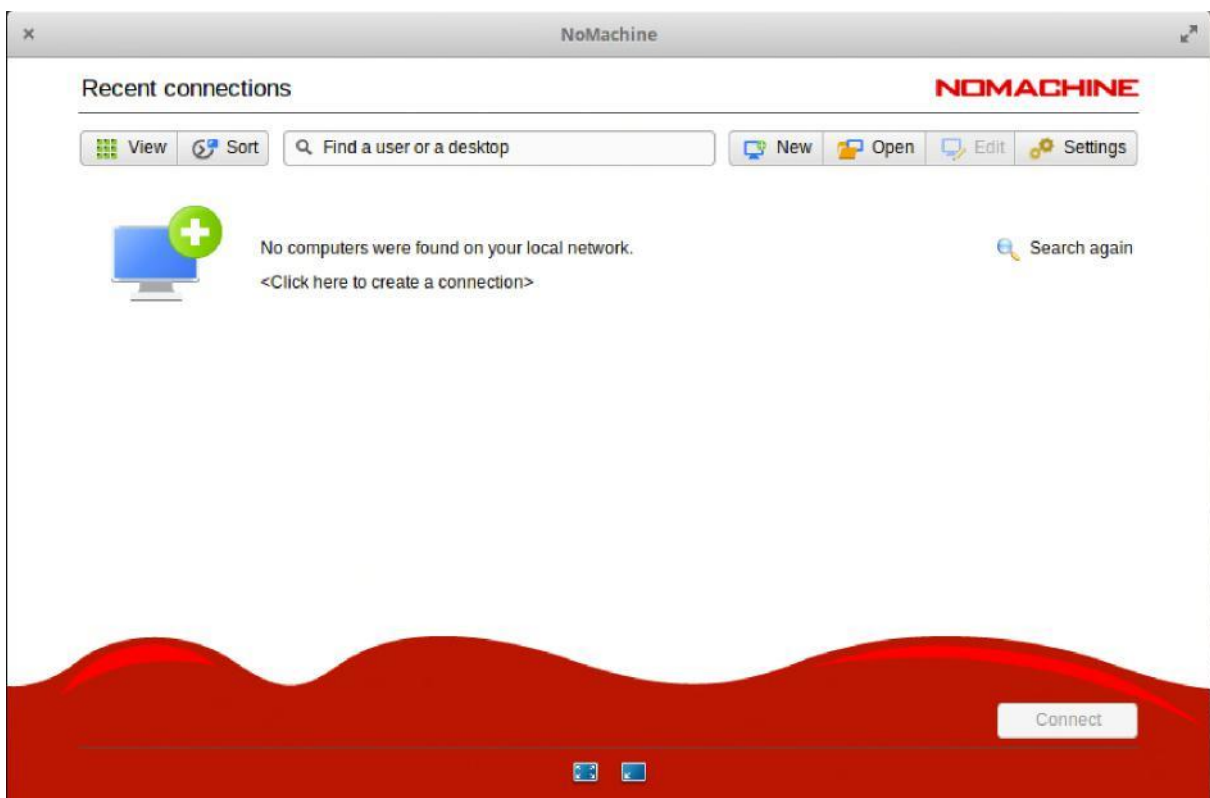 NoMachine
Recent connections
NOMACHINE
View Sort Find a user or a desktop New Open Edit Settings
No computers were found on your local network.
Search again
<Click here to create a connection>
Connect